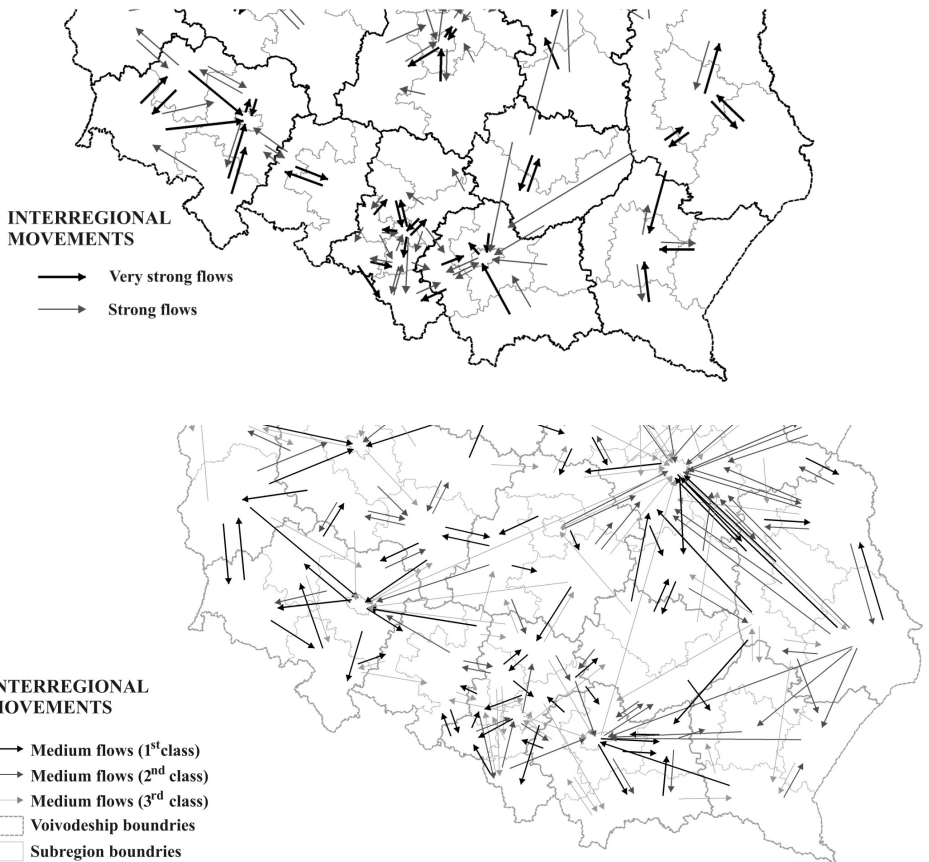 INTERREGIONAL
MOVEMENTS
Very strong flows
Strong flows
NTERREGIONAL
MOVEMENTS
Medium flows (1st class)
Medium flows (2nd class)
Medium flows (3rd class)
Voivodeship boundries
Subregion boundries